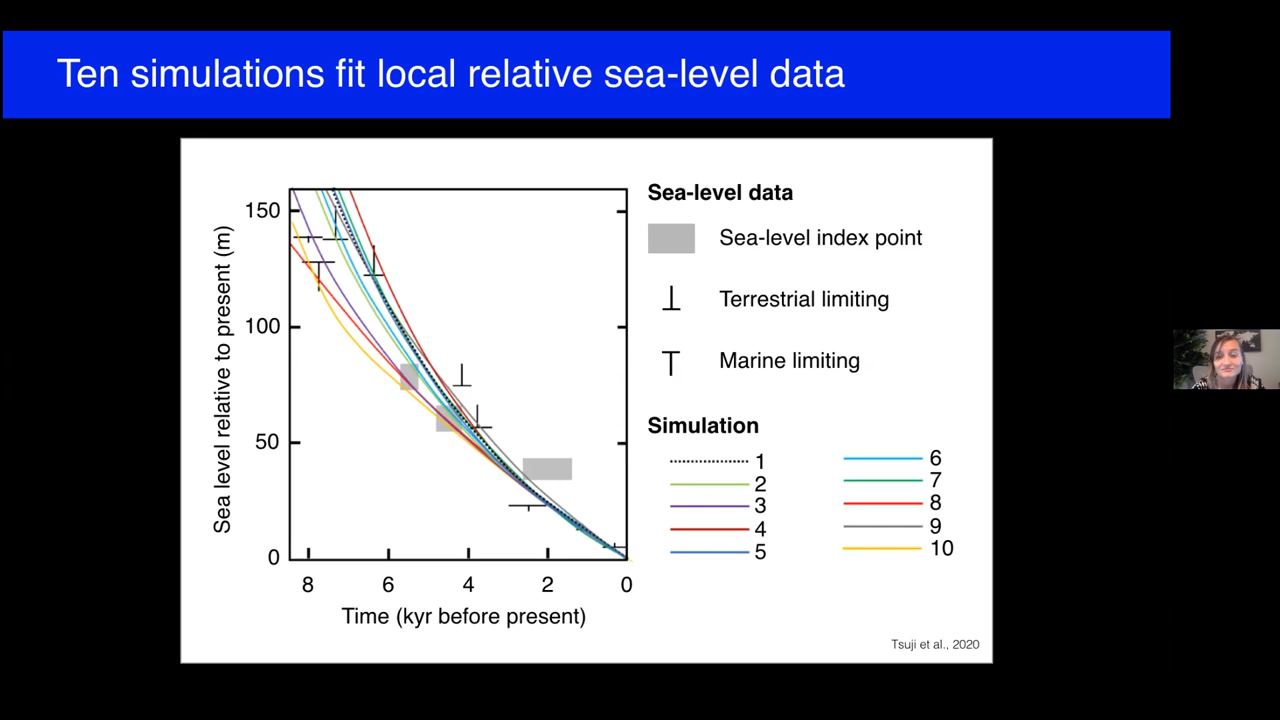 Ten simulations fit local relative sea-level data
Sea level relative to present (m)
150
100
50
0
8 6 4 2 0
Time (kyr before present)
Sea-level data
Sea-level index point
Terrestrial limiting
Marine limiting
Simulation
1 6
2 7
3 8
4 9
5 10
Tsuji et al., 2020